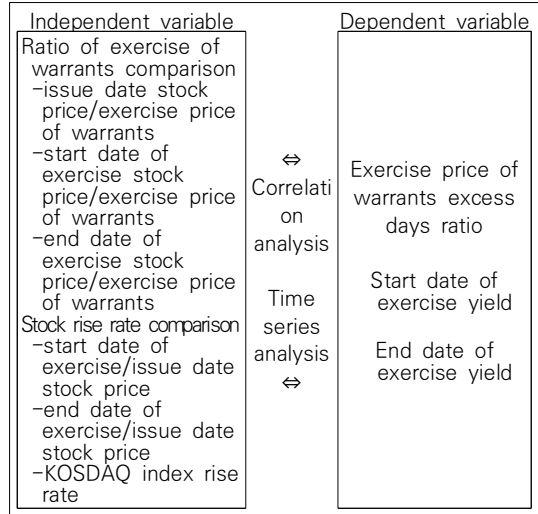 Independent variable
Ratio of exercise of
warrants comparison
-issue date stock
price/exercise price
of warrants
-start date of
exercise stock
price/exercise price
of warrants
-end date of
exercise stock
price/exercise price
of warrants
Stock rise rate comparison
-start date of
exercise/issue date
stock price
-end date of
exercise/issue date
stock price
-KOSDAQ index rise
rate
⇔
Correlati
on
analysis
Time
series
analysis
⇔
Dependent variable
Exercise price of
warrants excess
days ratio
Start date of
exercise yield
End date of
exercise yield